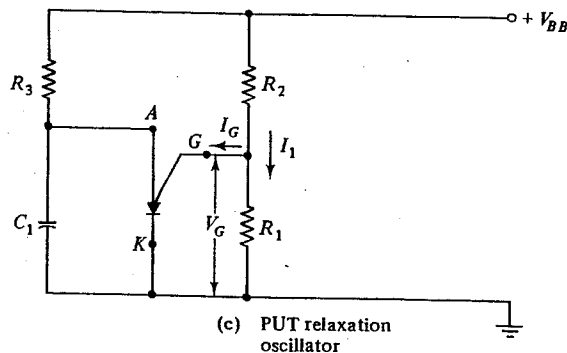 + V_BB
R_3
R_2
A
G
I_G
I_1
C_1
K
V_G
R_1
(c) PUT relaxation
oscillator